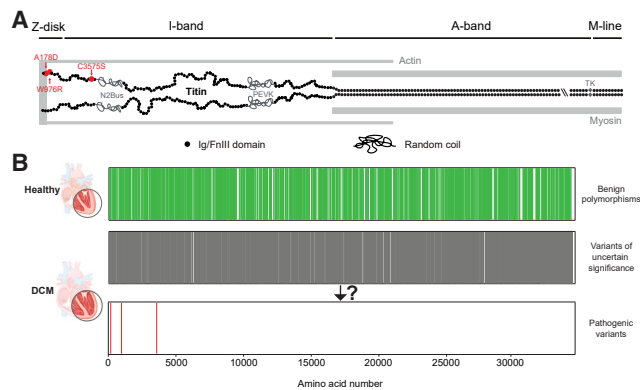 A
Z-disk
I-band
A-band
M-line
A178D
C3575S
Actin
W976R
N2Bus
Titin
PEVK
TK
Myosin
Ig/FnIII domain
Random coil
B
Healthy
Benign
polymorphisms
Variants of
uncertain
significance
DCM
?
Pathogenic
variants
0
5000
10000
15000
20000
25000
30000
Amino acid number